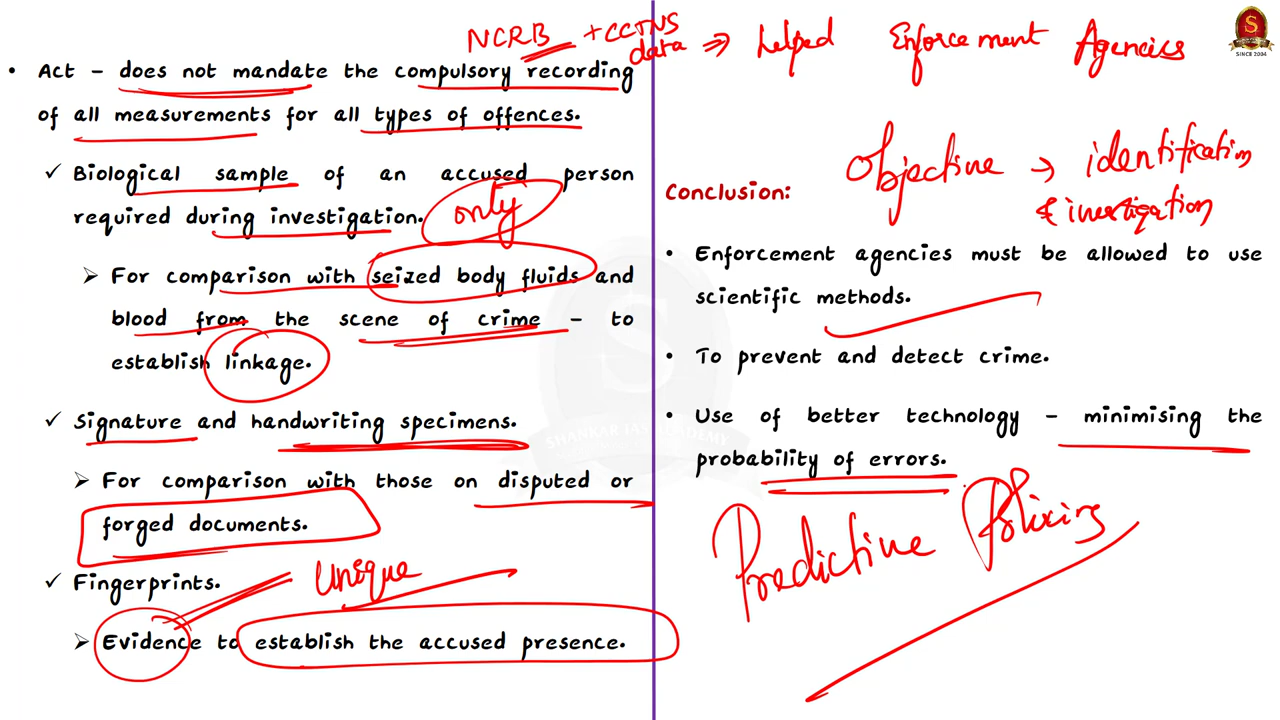 NCRB + CCTNS
data ⇒ helped Enforcement Agencies
SINCE 2004
• Act – does not mandate the compulsory recording
of all measurements for all types of offences.
✓ Biological sample of an accused person
required during investigation. only
➢ For comparison with seized body fluids and
blood from the scene of crime – to
establish linkage.
✓ Signature and handwriting specimens.
➢ For comparison with those on disputed or
forged documents.
✓ Fingerprints. Unique
➢ Evidence to establish the accused presence.
Objective → identification
& investigation
Conclusion:
• Enforcement agencies must be allowed to use
scientific methods.
• To prevent and detect crime.
• Use of better technology – minimising the
probability of errors.
Predictive Policing
SHANKAR IAS ACADEMY